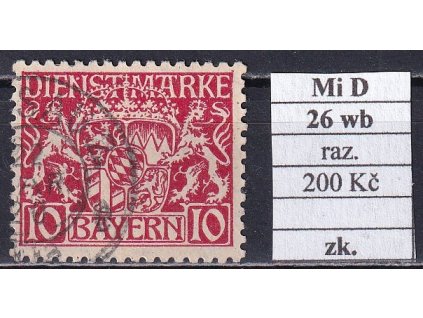 DIENSTMARKE
10 BAYERN 10
Mi D
26 wb
raz.
200 Kč
zk.